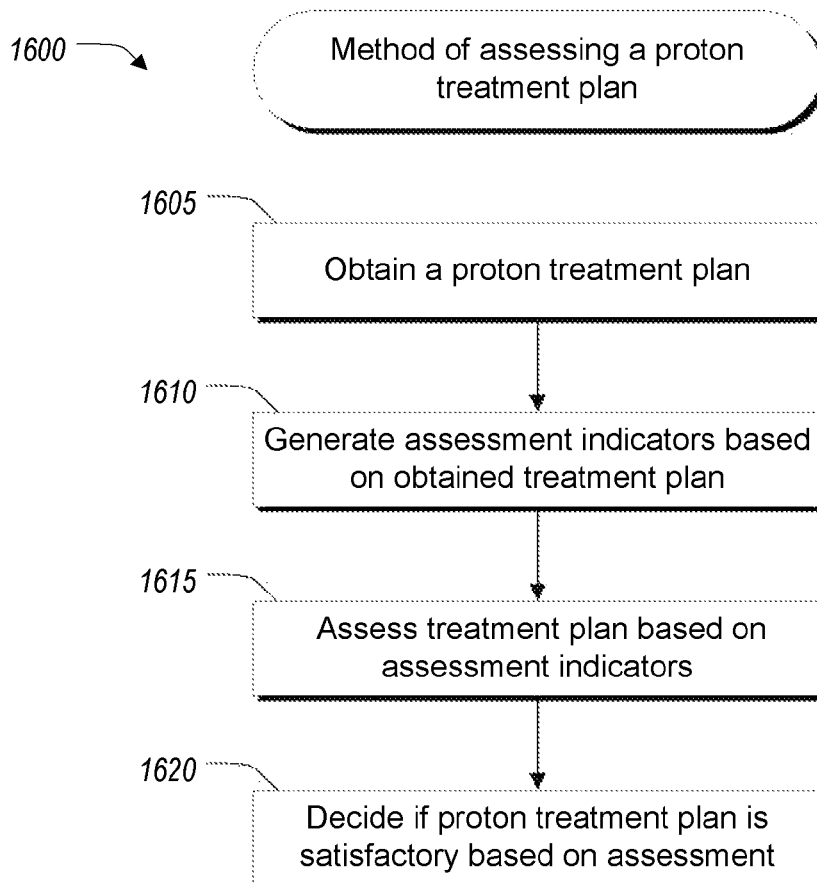 1600
Method of assessing a proton
treatment plan
1605
Obtain a proton treatment plan
1610
Generate assessment indicators based
on obtained treatment plan
1615
Assess treatment plan based on
assessment indicators
1620
Decide if proton treatment plan is
satisfactory based on assessment